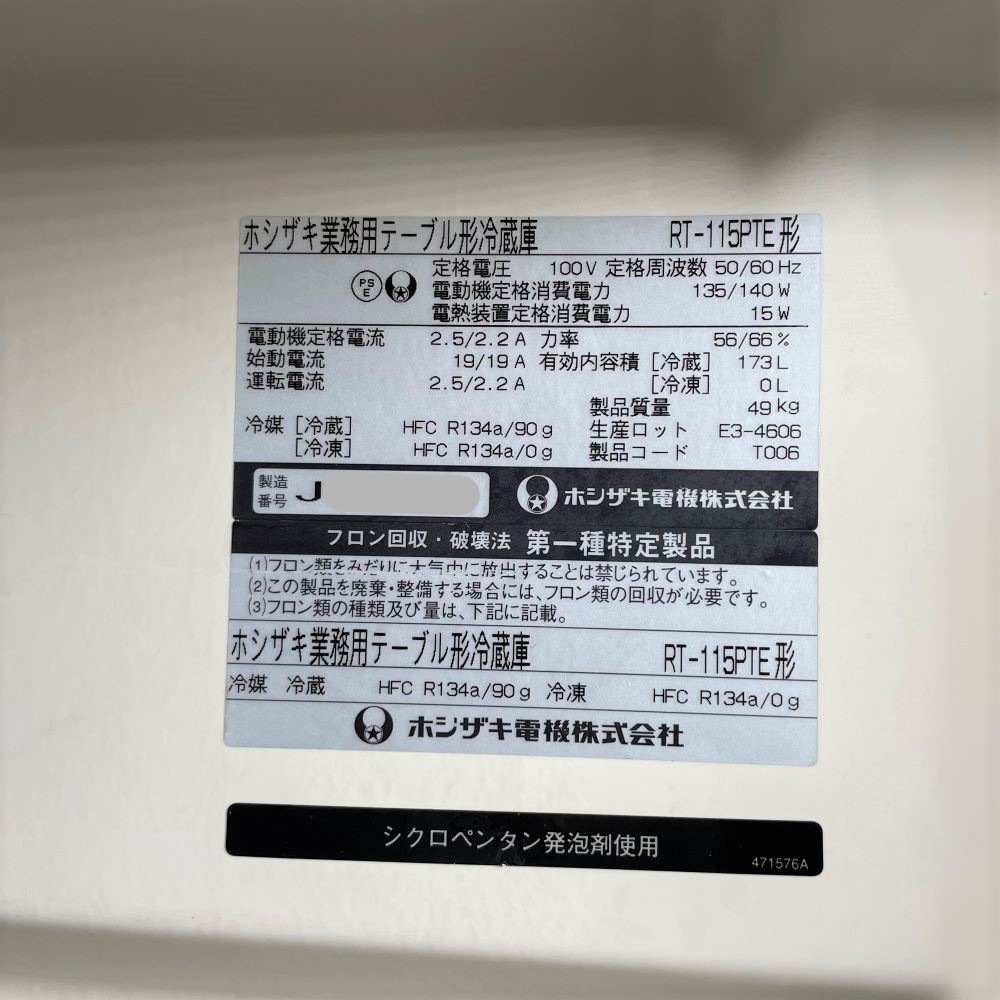 ホシザキ業務用テーブル形冷蔵庫 RT-115PTE形
PSE 定格電圧 100V 定格周波数 50/60Hz
電動機定格消費電力 135/140W
電熱装置定格消費電力 15W
電動機定格電流 2.5/2.2A 力率 56/66%
始動電流 19/19A 有効内容積 [冷蔵] 173L
運転電流 2.5/2.2A [冷凍] 0L
製品質量 49kg
冷媒 [冷蔵] HFC R134a/90g 生産ロット E3-4606
[冷凍] HFC R134a/0g 製品コード T006
製造番号 J ホシザキ電機株式会社
フロン回収・破壊法 第一種特定製品
(1)フロン類をみだりに大気中に放出することは禁じられています。
(2)この製品を廃棄・整備する場合には、フロン類の回収が必要です。
(3)フロン類の種類及び量は、下記に記載。
ホシザキ業務用テーブル形冷蔵庫 RT-115PTE形
冷媒 冷蔵 HFC R134a/90g 冷凍 HFC R134a/0g
ホシザキ電機株式会社
シクロペンタン発泡剤使用
471576A